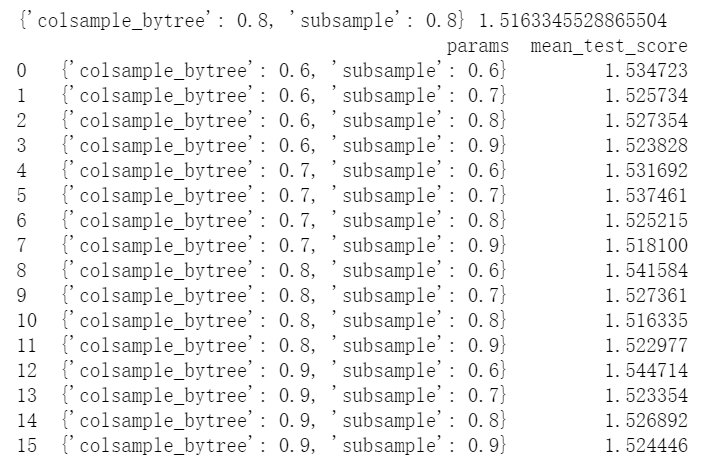 {'colsample_bytree': 0.8, 'subsample': 0.8} 1.5163345528865504
params mean_test_score
0 {'colsample_bytree': 0.6, 'subsample': 0.6} 1.534723
1 {'colsample_bytree': 0.6, 'subsample': 0.7} 1.525734
2 {'colsample_bytree': 0.6, 'subsample': 0.8} 1.527354
3 {'colsample_bytree': 0.6, 'subsample': 0.9} 1.523828
4 {'colsample_bytree': 0.7, 'subsample': 0.6} 1.531692
5 {'colsample_bytree': 0.7, 'subsample': 0.7} 1.537461
6 {'colsample_bytree': 0.7, 'subsample': 0.8} 1.525215
7 {'colsample_bytree': 0.7, 'subsample': 0.9} 1.518100
8 {'colsample_bytree': 0.8, 'subsample': 0.6} 1.541584
9 {'colsample_bytree': 0.8, 'subsample': 0.7} 1.527361
10 {'colsample_bytree': 0.8, 'subsample': 0.8} 1.516335
11 {'colsample_bytree': 0.8, 'subsample': 0.9} 1.522977
12 {'colsample_bytree': 0.9, 'subsample': 0.6} 1.544714
13 {'colsample_bytree': 0.9, 'subsample': 0.7} 1.523354
14 {'colsample_bytree': 0.9, 'subsample': 0.8} 1.526892
15 {'colsample_bytree': 0.9, 'subsample': 0.9} 1.524446